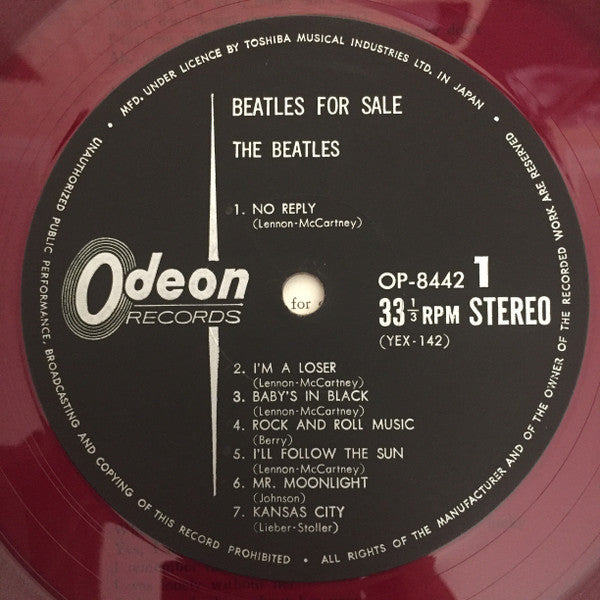 • MFD. UNDER LICENCE BY TOSHIBA MUSICAL INDUSTRIES LTD. IN JAPAN •
BEATLES FOR SALE
THE BEATLES
1. NO REPLY
(Lennon-McCartney)
Odeon
RECORDS
for
OP-8442 1
33 1/3 RPM STEREO
(YEX-142)
2. I'M A LOSER
(Lennon-McCartney)
3. BABY'S IN BLACK
(Lennon-McCartney)
4. ROCK AND ROLL MUSIC
(Berry)
5. I'LL FOLLOW THE SUN
(Lennon-McCartney)
6. MR. MOONLIGHT
(Johnson)
7. KANSAS CITY
(Lieber-Stoller)
UNAUTHORIZED PUBLIC PERFORMANCE, BROADCASTING AND COPYING OF THIS RECORD PROHIBITED • ALL RIGHTS OF THE MANUFACTURER AND OF THE OWNER OF THE RECORDED WORK ARE RESERVED
I remember